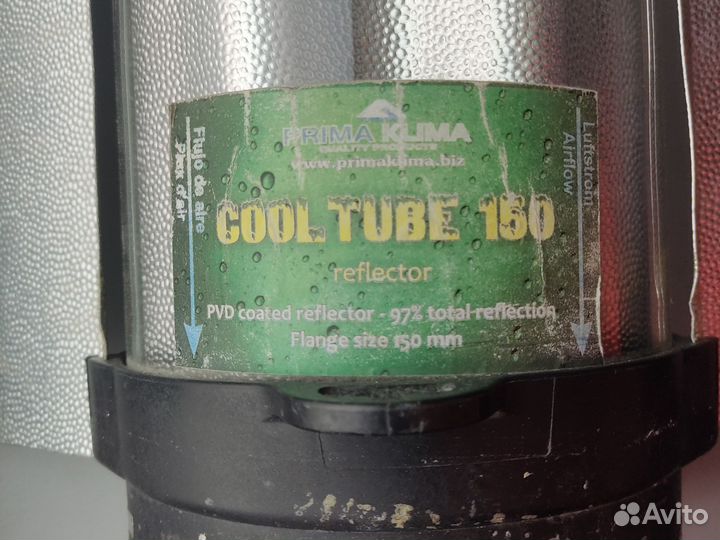 PRIMA KLIMA
QUALITY PRODUCTS
www.primaklima.biz
COOL TUBE 150
reflector
PVD coated reflector - 97% total reflection
Flange size 150 mm
Flujo de aire
Flux d'air
Luftstrom
Airflow
Avito